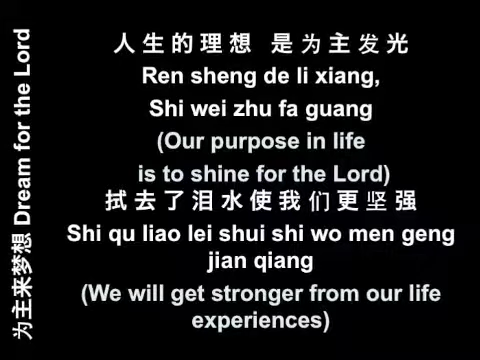 为主来梦想 Dream for the Lord
人生的理想 是为主发光
Ren sheng de li xiang,
Shi wei zhu fa guang
(Our purpose in life
is to shine for the Lord)
拭去了泪水使我们更坚强
Shi qu liao lei shui shi wo men geng
jian qiang
(We will get stronger from our life
experiences)